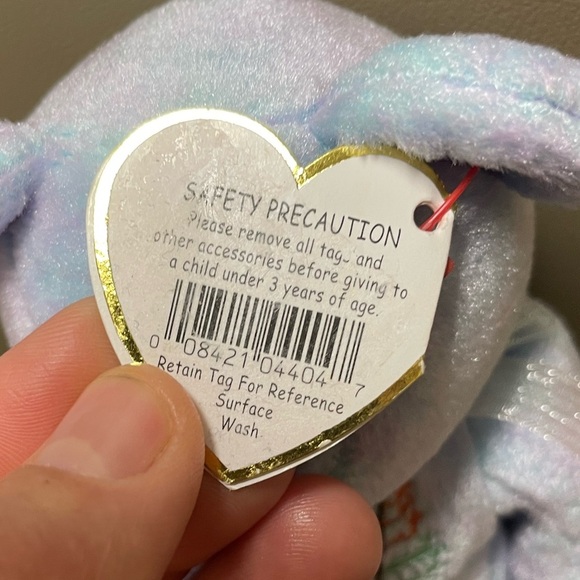 SAFETY PRECAUTION
Please remove all tags and
other accessories before giving to
a child under 3 years of age.
0 08421 04404 7
Retain Tag For Reference
Surface
Wash